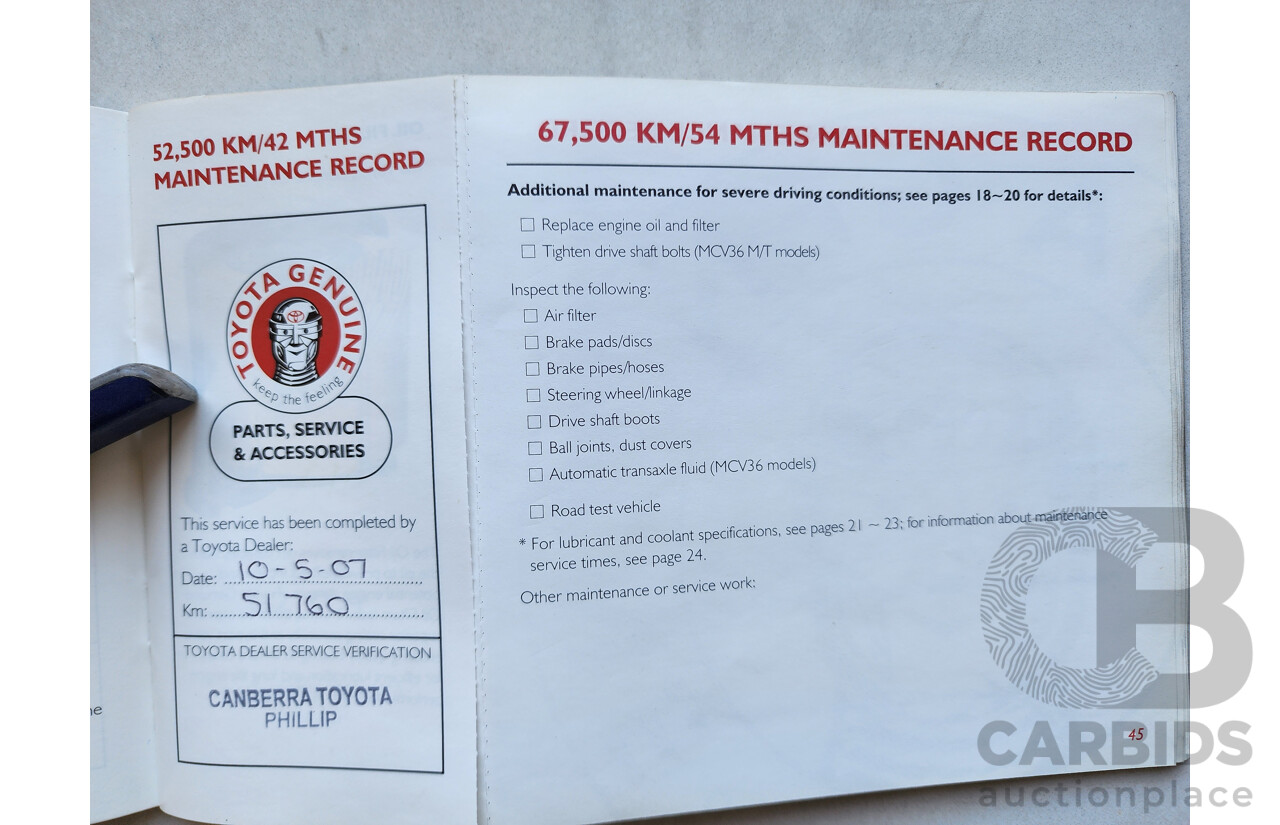 52,500 KM/42 MTHS
MAINTENANCE RECORD
TOYOTA GENUINE
keep the feeling
PARTS, SERVICE
& ACCESSORIES
This service has been completed by
a Toyota Dealer:
Date: 10-5-07
Km: 51 760
TOYOTA DEALER SERVICE VERIFICATION
CANBERRA TOYOTA
PHILLIP
67,500 KM/54 MTHS MAINTENANCE RECORD
Additional maintenance for severe driving conditions; see pages 18~20 for details*:
Replace engine oil and filter
Tighten drive shaft bolts (MCV36 M/T models)
Inspect the following:
Air filter
Brake pads/discs
Brake pipes/hoses
Steering wheel/linkage
Drive shaft boots
Ball joints, dust covers
Automatic transaxle fluid (MCV36 models)
Road test vehicle
* For lubricant and coolant specifications, see pages 21 ~ 23; for information about maintenance
service times, see page 24.
Other maintenance or service work:
45
CB
CARBIDS
auctionplace